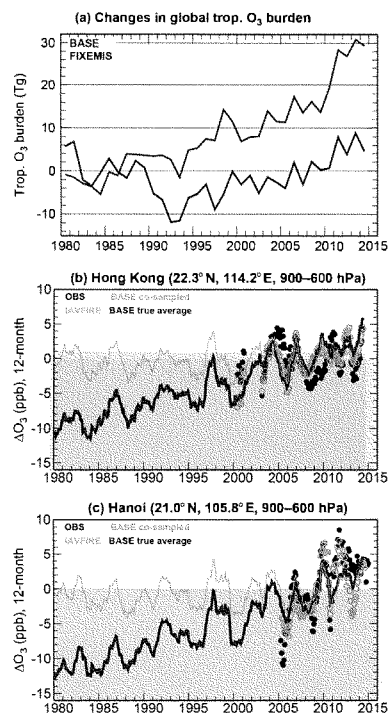 (a) Changes in global trop. O3 burden
BASE
FIXEMIS
Trop. O3 burden (Tg)
30
20
10
0
-10
1980 1985 1990 1995 2000 2005 2010 2015
(b) Hong Kong (22.3°N, 114.2°E, 900–600 hPa)
OBS BASE co-sampled
IAVFIRE BASE true average
ΔO3 (ppb), 12-month
10
5
0
-5
-10
-15
1980 1985 1990 1995 2000 2005 2010 2015
(c) Hanoi (21.0°N, 105.8°E, 900–600 hPa)
OBS BASE co-sampled
IAVFIRE BASE true average
ΔO3 (ppb), 12-month
10
5
0
-5
-10
-15
1980 1985 1990 1995 2000 2005 2010 2015